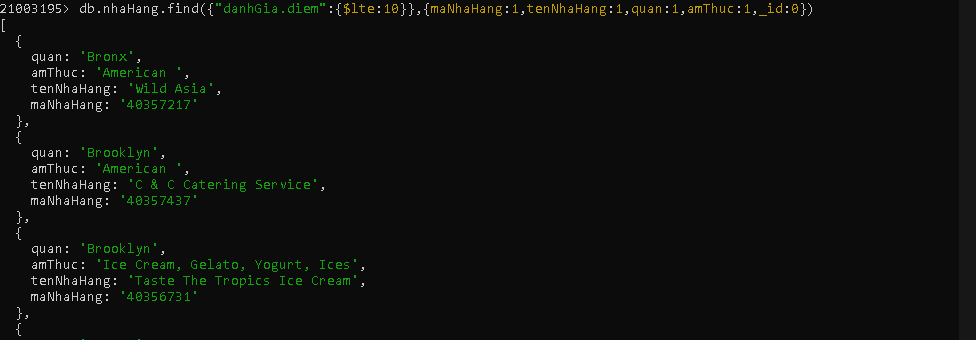 21003195> db.nhaHang.find({"danhGia.diem":{$lte:10}},{maNhaHang:1,tenNhaHang:1,quan:1,amThuc:1,_id:0})
[
  {
    quan: 'Bronx',
    amThuc: 'American ',
    tenNhaHang: 'Wild Asia',
    maNhaHang: '40357217'
  },
  {
    quan: 'Brooklyn',
    amThuc: 'American ',
    tenNhaHang: 'C & C Catering Service',
    maNhaHang: '40357437'
  },
  {
    quan: 'Brooklyn',
    amThuc: 'Ice Cream, Gelato, Yogurt, Ices',
    tenNhaHang: 'Taste The Tropics Ice Cream',
    maNhaHang: '40356731'
  },
  {